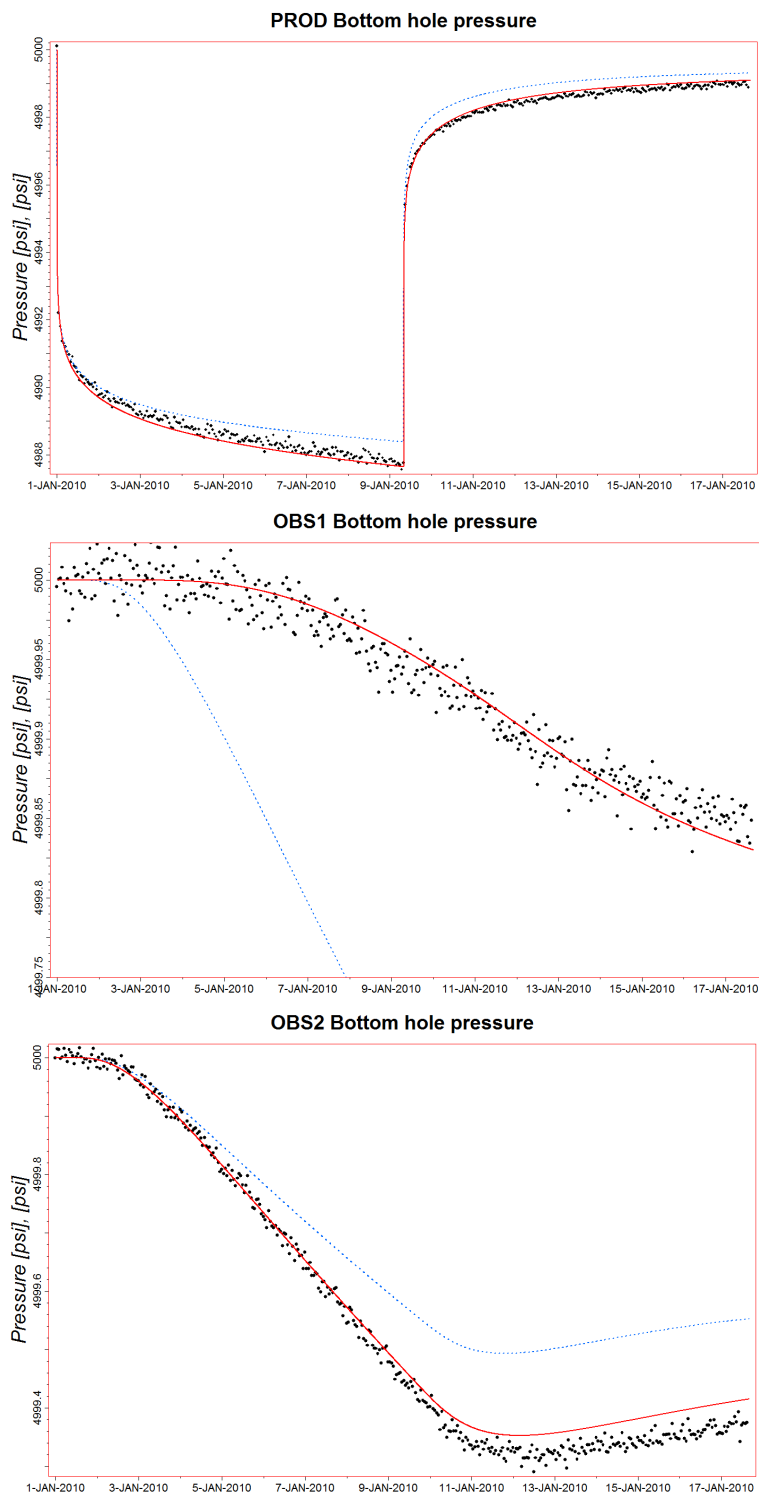 PROD Bottom hole pressure
Pressure [psi], [psi]
5000
4998
4996
4994
4992
4990
4988
1-JAN-2010 3-JAN-2010 5-JAN-2010 7-JAN-2010 9-JAN-2010 11-JAN-2010 13-JAN-2010 15-JAN-2010 17-JAN-2010
OBS1 Bottom hole pressure
Pressure [psi], [psi]
5000
4999.95
4999.9
4999.85
4999.8
4999.75
1-JAN-2010 3-JAN-2010 5-JAN-2010 7-JAN-2010 9-JAN-2010 11-JAN-2010 13-JAN-2010 15-JAN-2010 17-JAN-2010
OBS2 Bottom hole pressure
Pressure [psi], [psi]
5000
4999.8
4999.6
4999.4
1-JAN-2010 3-JAN-2010 5-JAN-2010 7-JAN-2010 9-JAN-2010 11-JAN-2010 13-JAN-2010 15-JAN-2010 17-JAN-2010